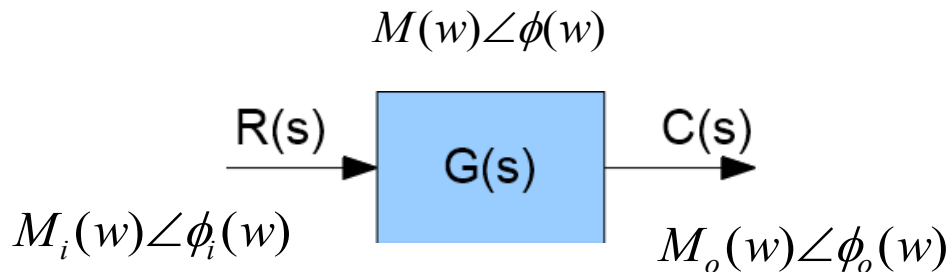 M(w)∠ϕ(w)
R(s) G(s) C(s)
M_i(w)∠ϕ_i(w) M_o(w)∠ϕ_o(w)